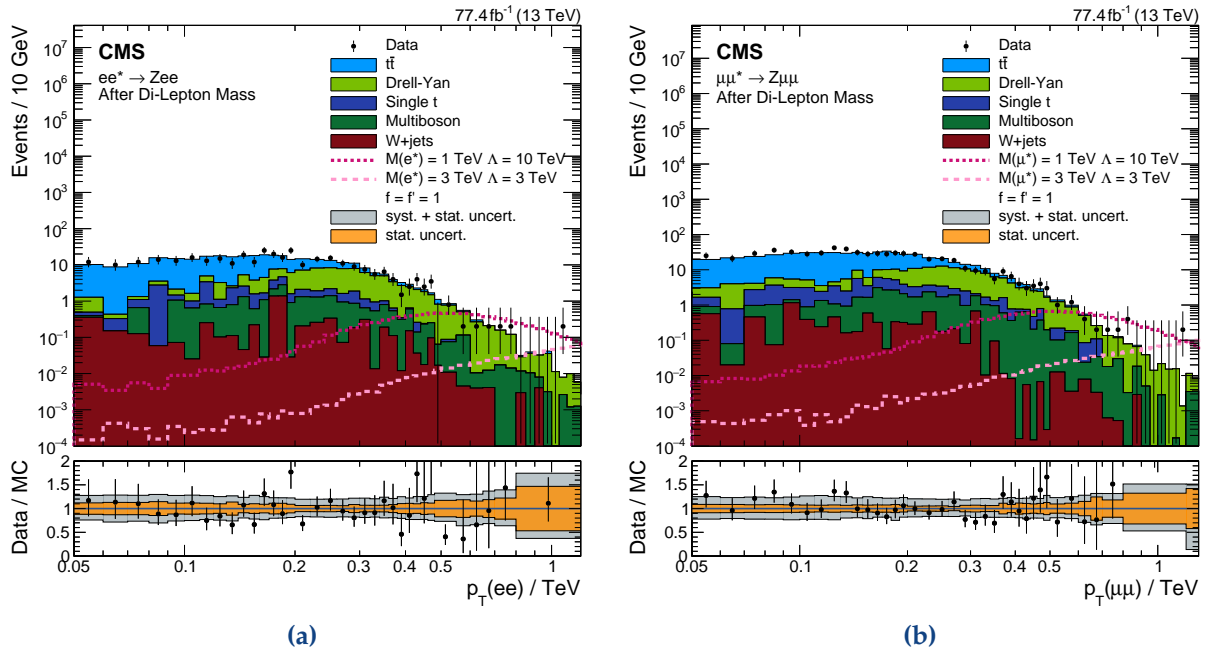 77.4 fb⁻¹ (13 TeV)
Events / 10 GeV
10⁷
10⁶
10⁵
10⁴
10³
10²
10
1
10⁻¹
10⁻²
10⁻³
10⁻⁴
CMS
ee* → Zee
After Di-Lepton Mass
Data
tt̄
Drell-Yan
Single t
Multiboson
W+jets
M(e*) = 1 TeV Λ = 10 TeV
M(e*) = 3 TeV Λ = 3 TeV
f = f' = 1
syst. + stat. uncert.
stat. uncert.
Data / MC
2
1.5
1
0.5
0
0.05
0.1
0.2
0.3
0.4
0.5
1
p_T(ee) / TeV
(a)
77.4 fb⁻¹ (13 TeV)
Events / 10 GeV
10⁷
10⁶
10⁵
10⁴
10³
10²
10
1
10⁻¹
10⁻²
10⁻³
10⁻⁴
CMS
μμ* → Zμμ
After Di-Lepton Mass
Data
tt̄
Drell-Yan
Single t
Multiboson
W+jets
M(μ*) = 1 TeV Λ = 10 TeV
M(μ*) = 3 TeV Λ = 3 TeV
f = f' = 1
syst. + stat. uncert.
stat. uncert.
Data / MC
2
1.5
1
0.5
0
0.05
0.1
0.2
0.3
0.4
0.5
1
p_T(μμ) / TeV
(b)